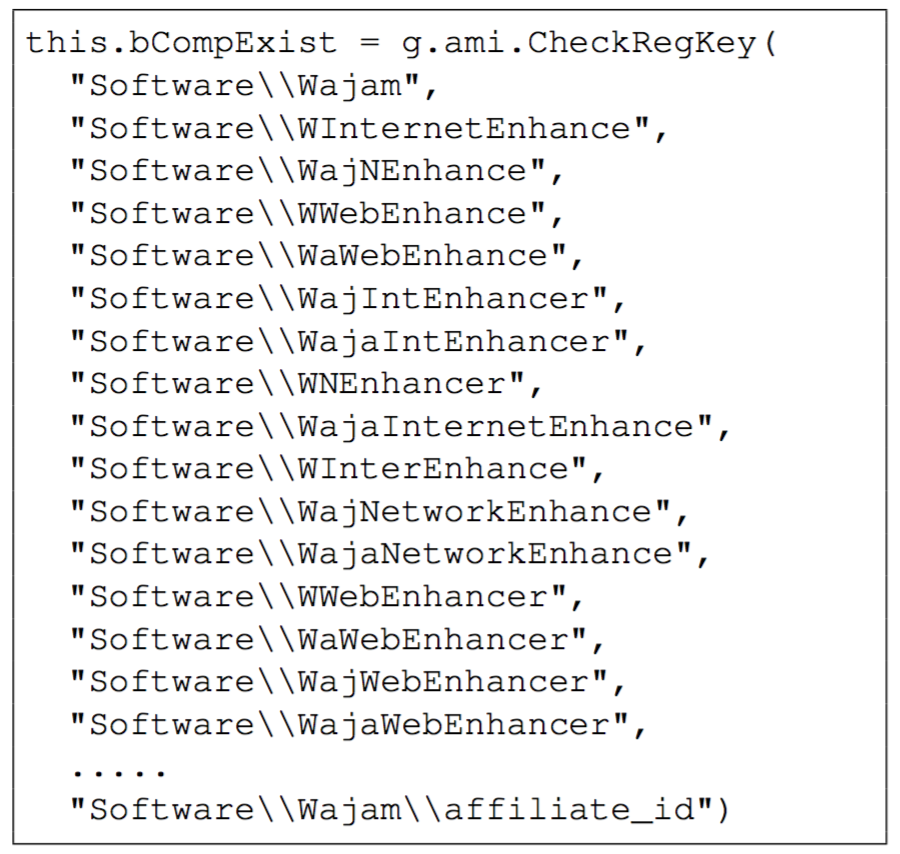 this.bCompExist = g.ami.CheckRegKey(
"Software\\Wajam",
"Software\\WInternetEnhance",
"Software\\WajNEnhance",
"Software\\WWebEnhance",
"Software\\WaWebEnhance",
"Software\\WajIntEnhancer",
"Software\\WajaIntEnhancer",
"Software\\WNEnhancer",
"Software\\WajaInternetEnhance",
"Software\\WInterEnhance",
"Software\\WajNetworkEnhance",
"Software\\WajaNetworkEnhance",
"Software\\WWebEnhancer",
"Software\\WaWebEnhancer",
"Software\\WajWebEnhancer",
"Software\\WajaWebEnhancer",
.....
"Software\\Wajam\\affiliate_id")